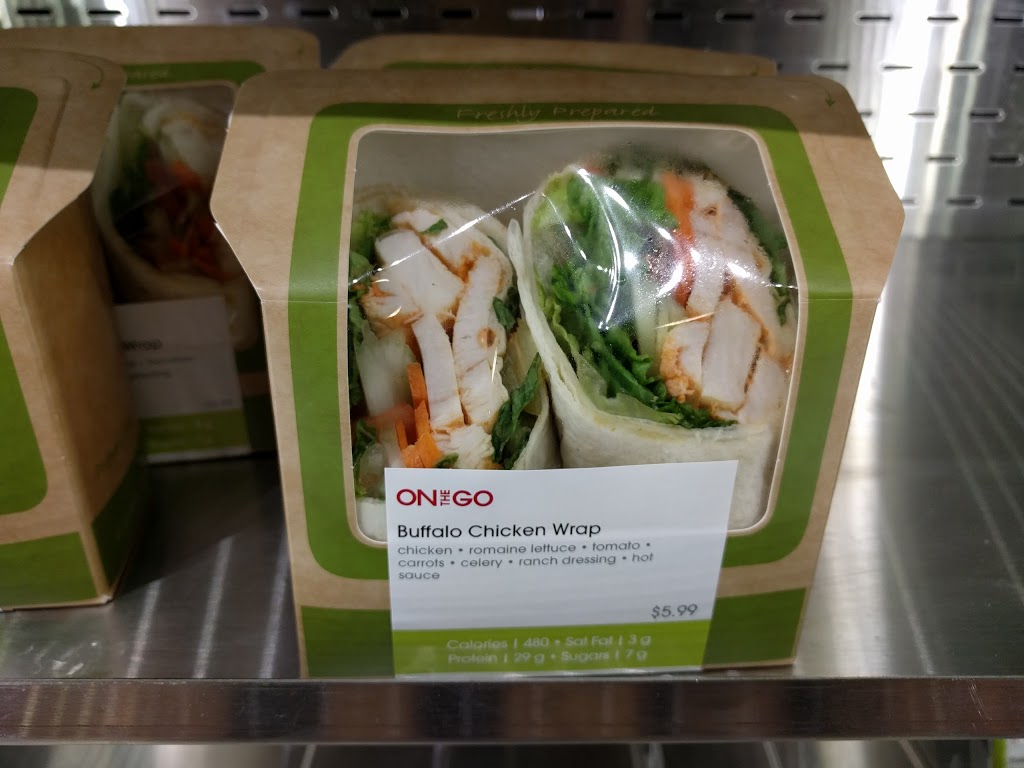 Freshly Prepared
ON THE GO
Buffalo Chicken Wrap
chicken • romaine lettuce • tomato •
carrots • celery • ranch dressing • hot
sauce
$5.99
Calories | 480 • Sat Fat | 3 g
Protein | 29 g • Sugars | 7 g
Wrap